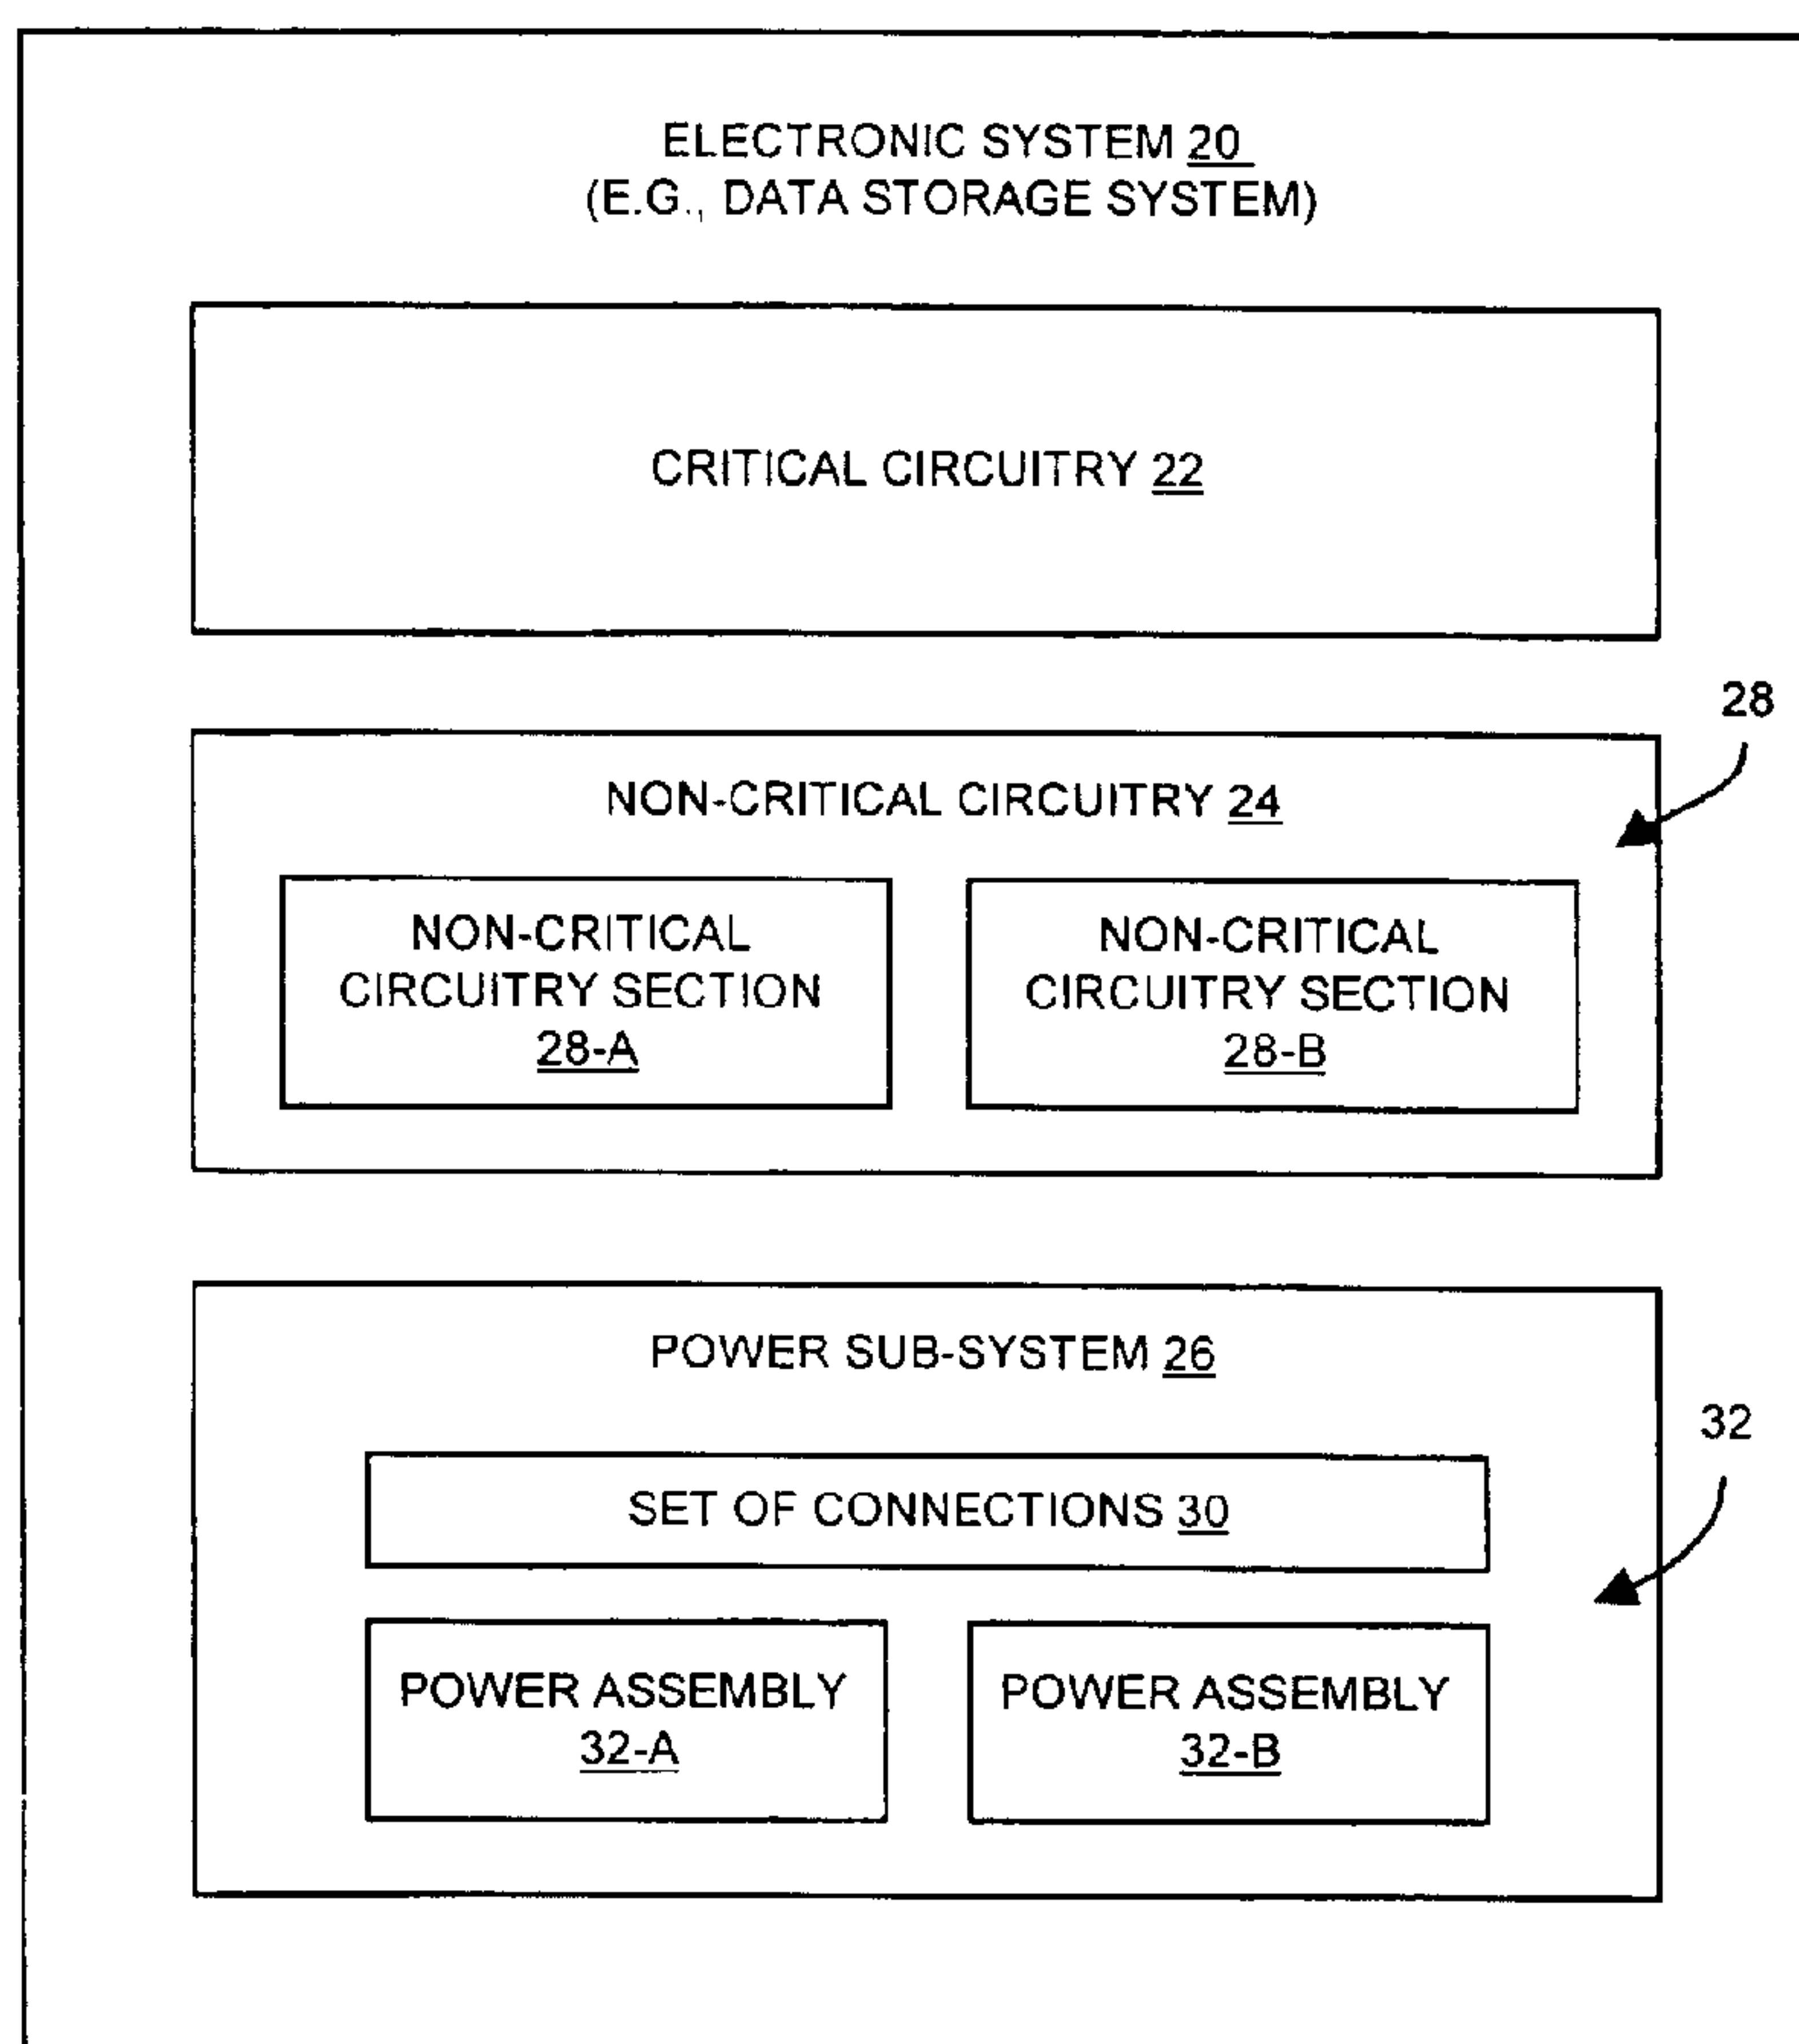 ELECTRONIC SYSTEM 20
(E.G., DATA STORAGE SYSTEM)
CRITICAL CIRCUITRY 22
28
NON-CRITICAL CIRCUITRY 24
NON-CRITICAL
CIRCUITRY SECTION
28-A
NON-CRITICAL
CIRCUITRY SECTION
28-B
POWER SUB-SYSTEM 26
32
SET OF CONNECTIONS 30
POWER ASSEMBLY
32-A
POWER ASSEMBLY
32-B